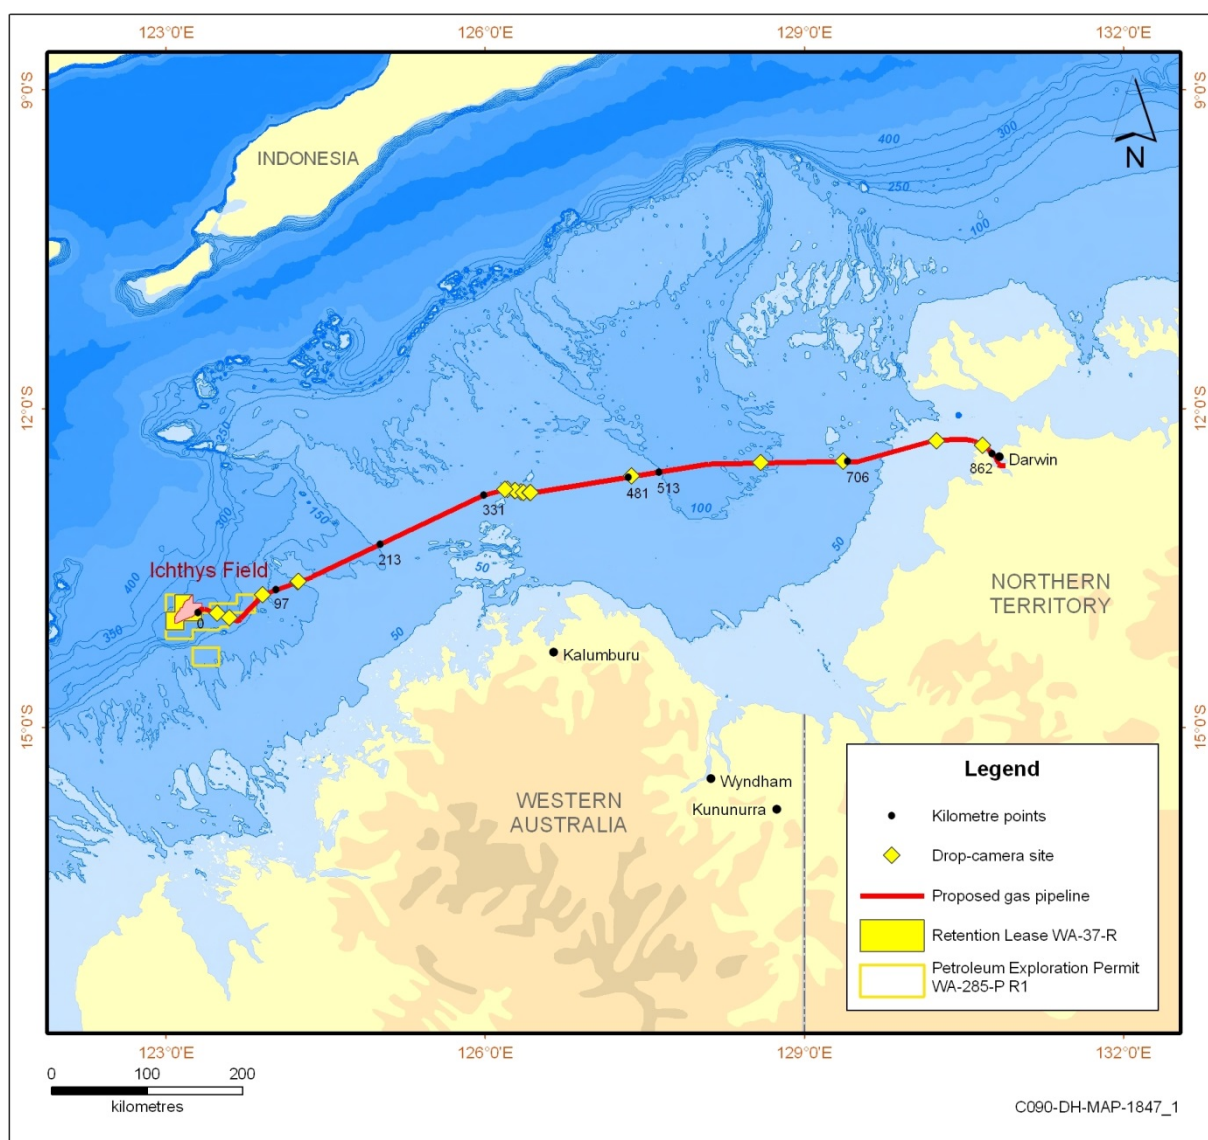 123°0'E
126°0'E
129°0'E
132°0'E
9°0'S
9°0'S
400
300
INDONESIA
N
250
100
12°0'S
12°0'S
Darwin
862
481
513
706
331
100
150
300
50
213
Ichthys Field
400
50
97
NORTHERN
TERRITORY
0
350
50
Kalumburu
15°0'S
15°0'S
Legend
Wyndham
WESTERN
AUSTRALIA
Kununurra
Kilometre points
Drop-camera site
Proposed gas pipeline
Retention Lease WA-37-R
Petroleum Exploration Permit
WA-285-P R1
123°0'E
126°0'E
129°0'E
132°0'E
0 100 200
kilometres
C090-DH-MAP-1847_1